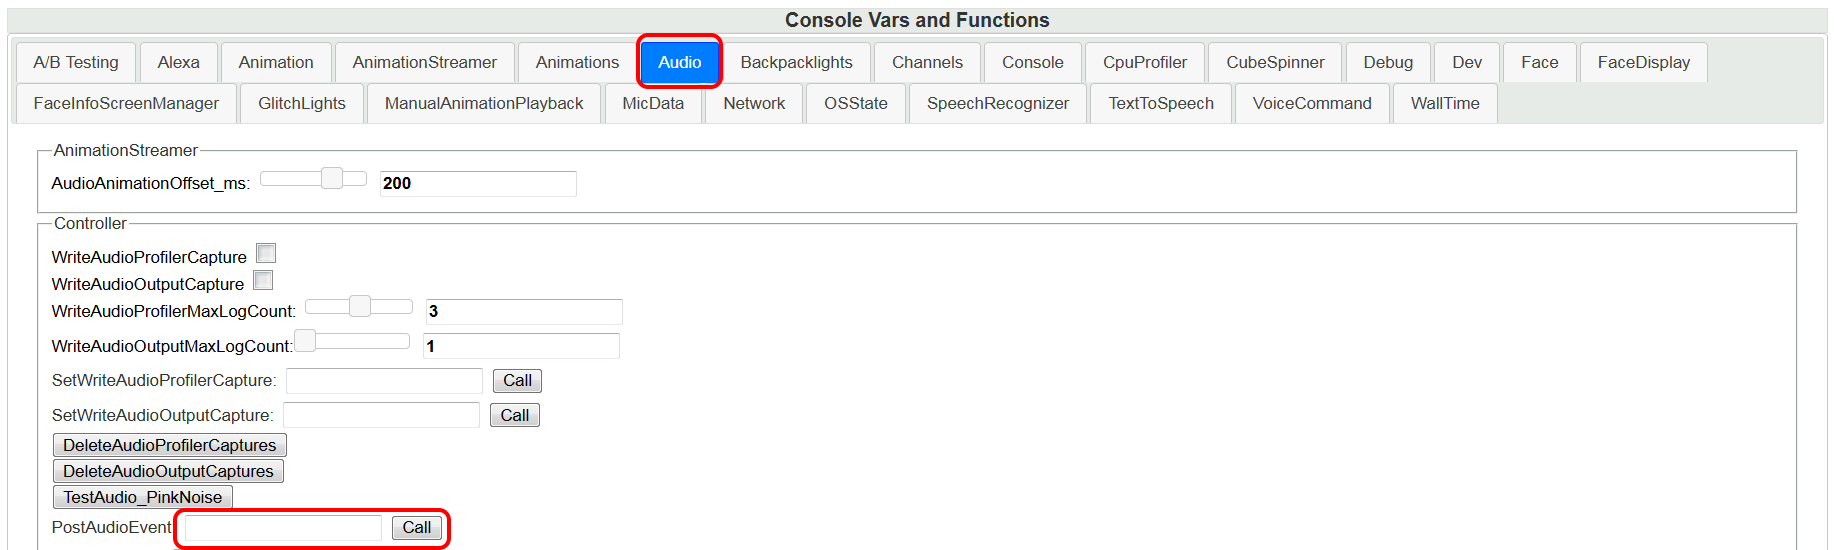 Console Vars and Functions
A/B Testing Alexa Animation AnimationStreamer Animations Audio Backpacklights Channels Console CpuProfiler CubeSpinner Debug Dev Face FaceDisplay
FaceInfoScreenManager GlitchLights ManualAnimationPlayback MicData Network OSState SpeechRecognizer TextToSpeech VoiceCommand WallTime
AnimationStreamer
AudioAnimationOffset_ms: 200
Controller
WriteAudioProfilerCapture
WriteAudioOutputCapture
WriteAudioProfilerMaxLogCount: 3
WriteAudioOutputMaxLogCount: 1
SetWriteAudioProfilerCapture: Call
SetWriteAudioOutputCapture: Call
DeleteAudioProfilerCaptures
DeleteAudioOutputCaptures
TestAudio_PinkNoise
PostAudioEvent: Call